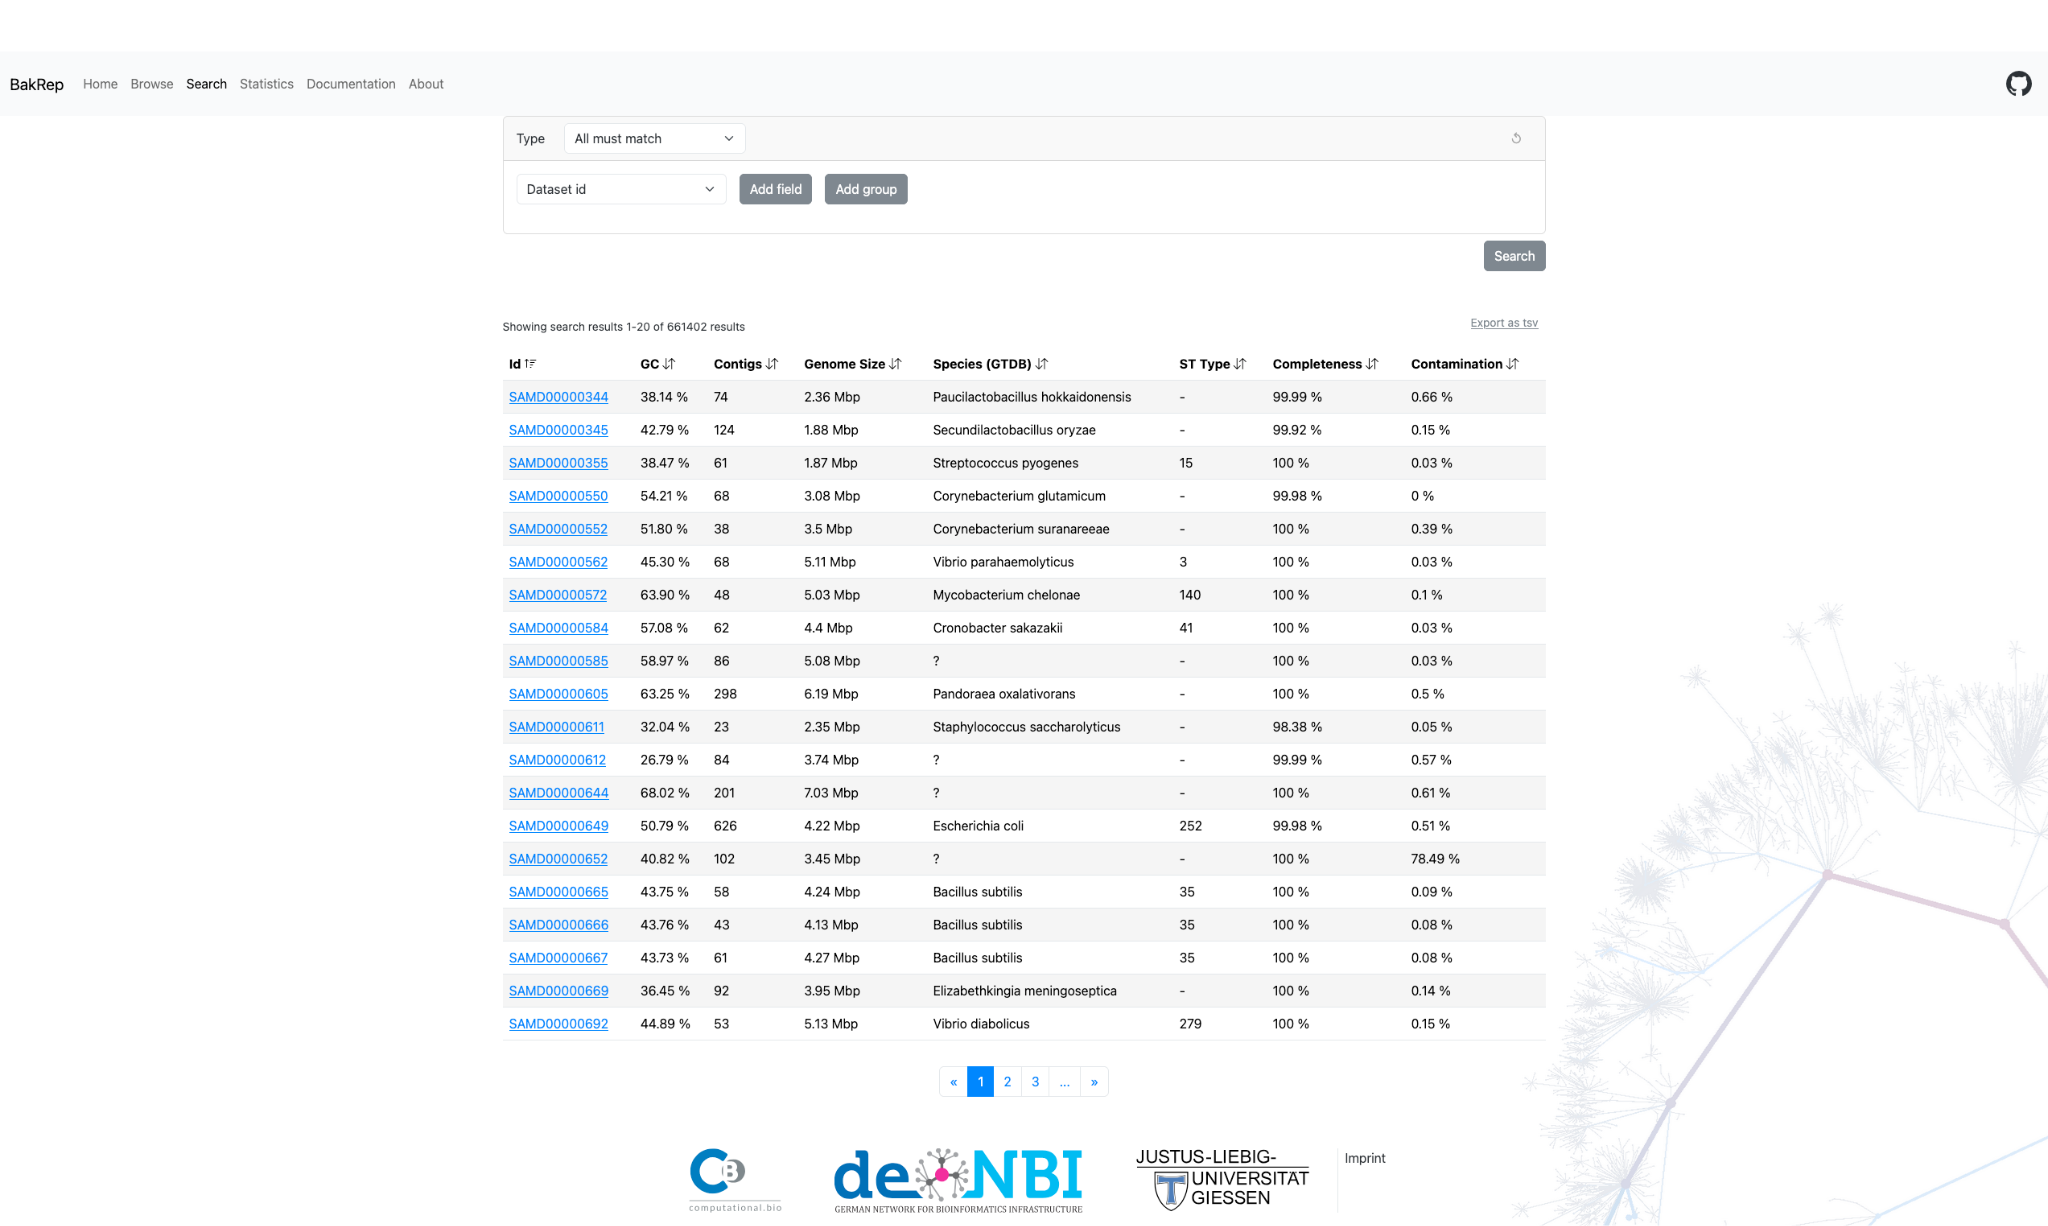 BakRep Home Browse Search Statistics Documentation About
Type All must match
Dataset id Add field Add group
Search
Showing search results 1-20 of 661402 results Export as tsv
Id GC Contigs Genome Size Species (GTDB) ST Type Completeness Contamination
SAMD00000344 38.14 % 74 2.36 Mbp Paucilactobacillus hokkaidonensis - 99.99 % 0.66 %
SAMD00000345 42.79 % 124 1.88 Mbp Secundilactobacillus oryzae - 99.92 % 0.15 %
SAMD00000355 38.47 % 61 1.87 Mbp Streptococcus pyogenes 15 100 % 0.03 %
SAMD00000550 54.21 % 68 3.08 Mbp Corynebacterium glutamicum - 99.98 % 0 %
SAMD00000552 51.80 % 38 3.5 Mbp Corynebacterium suranareeae - 100 % 0.39 %
SAMD00000562 45.30 % 68 5.11 Mbp Vibrio parahaemolyticus 3 100 % 0.03 %
SAMD00000572 63.90 % 48 5.03 Mbp Mycobacterium chelonae 140 100 % 0.1 %
SAMD00000584 57.08 % 62 4.4 Mbp Cronobacter sakazakii 41 100 % 0.03 %
SAMD00000585 58.97 % 86 5.08 Mbp ? - 100 % 0.03 %
SAMD00000605 63.25 % 298 6.19 Mbp Pandoraea oxalativorans - 100 % 0.5 %
SAMD00000611 32.04 % 23 2.35 Mbp Staphylococcus saccharolyticus - 98.38 % 0.05 %
SAMD00000612 26.79 % 84 3.74 Mbp ? - 99.99 % 0.57 %
SAMD00000644 68.02 % 201 7.03 Mbp ? - 100 % 0.61 %
SAMD00000649 50.79 % 626 4.22 Mbp Escherichia coli 252 99.98 % 0.51 %
SAMD00000652 40.82 % 102 3.45 Mbp ? - 100 % 78.49 %
SAMD00000665 43.75 % 58 4.24 Mbp Bacillus subtilis 35 100 % 0.09 %
SAMD00000666 43.76 % 43 4.13 Mbp Bacillus subtilis 35 100 % 0.08 %
SAMD00000667 43.73 % 61 4.27 Mbp Bacillus subtilis 35 100 % 0.08 %
SAMD00000669 36.45 % 92 3.95 Mbp Elizabethkingia meningoseptica - 100 % 0.14 %
SAMD00000692 44.89 % 53 5.13 Mbp Vibrio diabolicus 279 100 % 0.15 %
« 1 2 3 ... »
CB
computational.bio
de NBI
GERMAN NETWORK FOR BIOINFORMATICS INFRASTRUCTURE
JUSTUS-LIEBIG-
UNIVERSITÄT
GIESSEN
Imprint